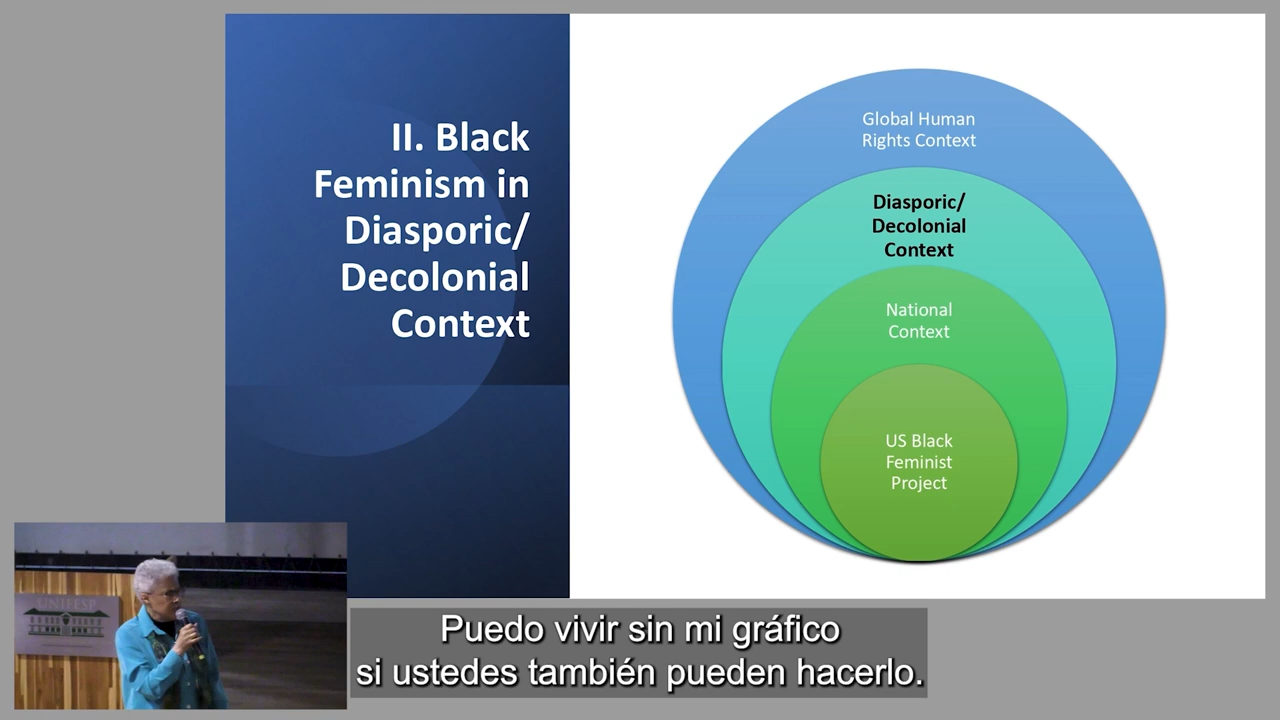 II. Black
Feminism in
Diasporic/
Decolonial
Context
Global Human
Rights Context
Diasporic/
Decolonial
Context
National
Context
US Black
Feminist
Project
UNIFESP
Puedo vivir sin mi gráfico
si ustedes también pueden hacerlo.